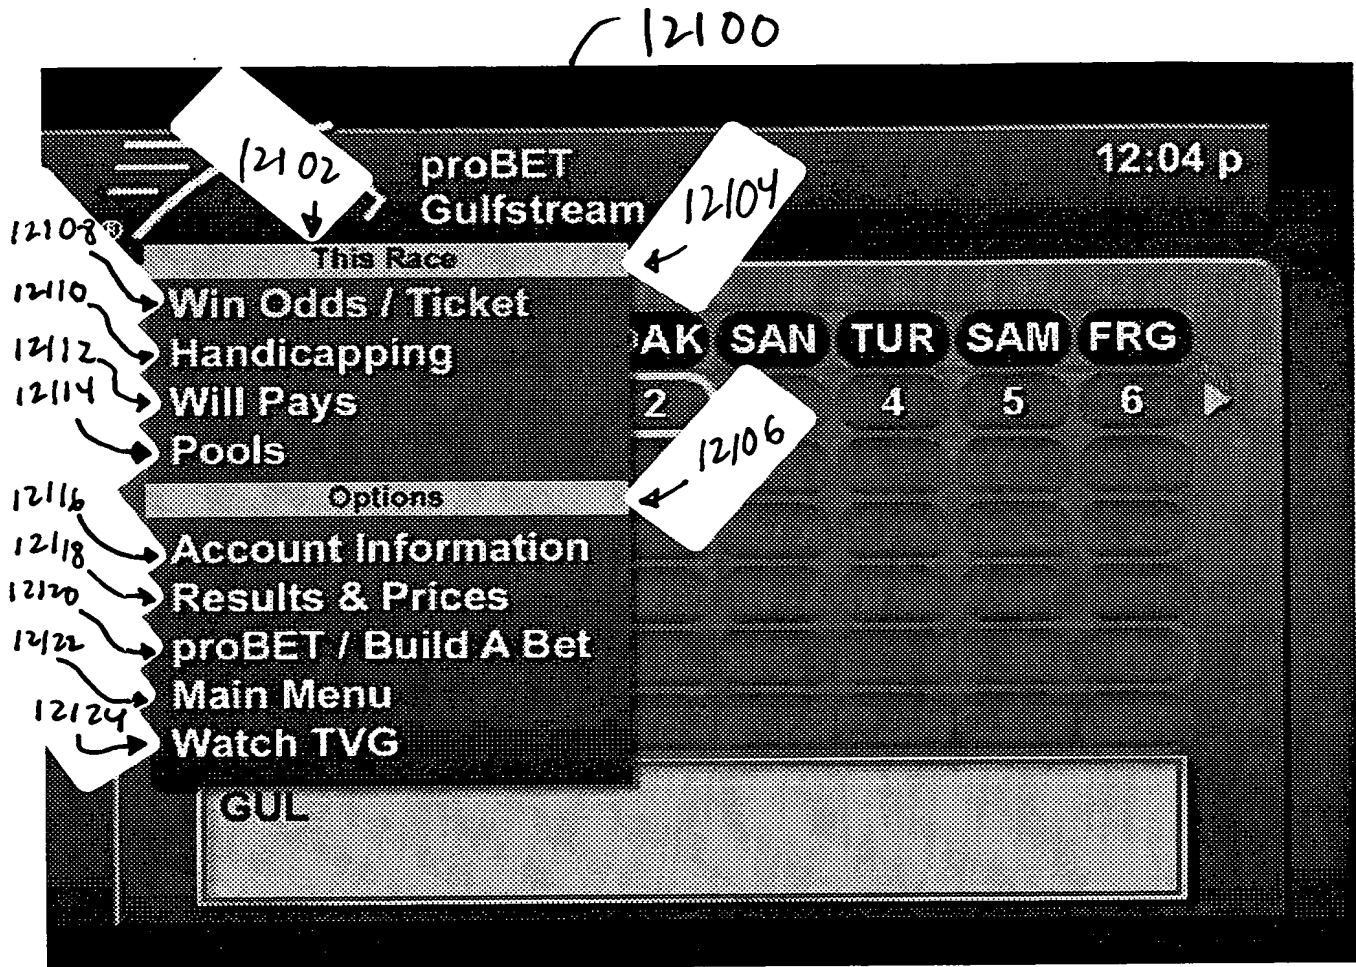 12100
12102
proBET
12:04 p
Gulfstream
12104
12108
®
This Race
12110
Win Odds / Ticket
SAN TUR SAM FRG
12112
Handicapping
12114
Will Pays
2 4 5 6
Pools
12106
12116
Options
12118
Account Information
12120
Results & Prices
12122
proBET / Build A Bet
Main Menu
12124
Watch TVG
GUL